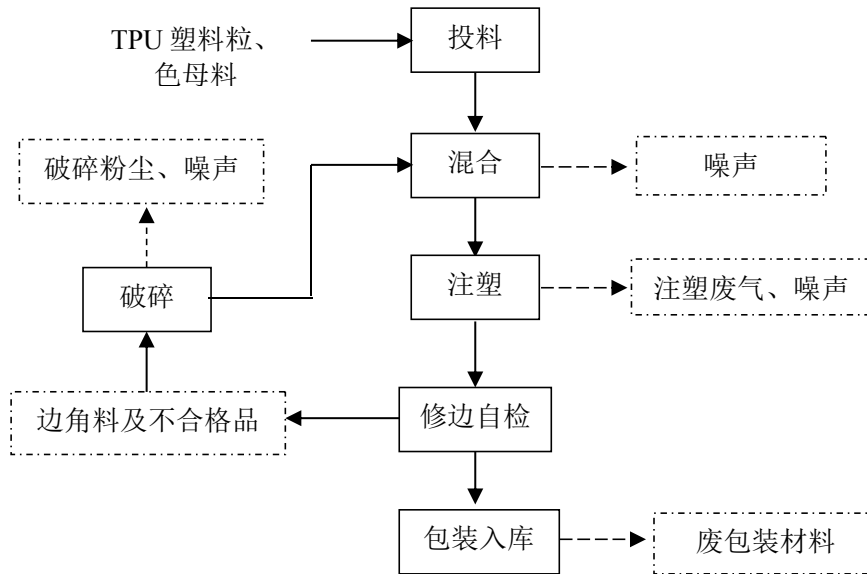 TPU 塑料粒、
色母料
投料
破碎粉尘、噪声
混合
噪声
破碎
注塑
注塑废气、噪声
边角料及不合格品
修边自检
包装入库
废包装材料